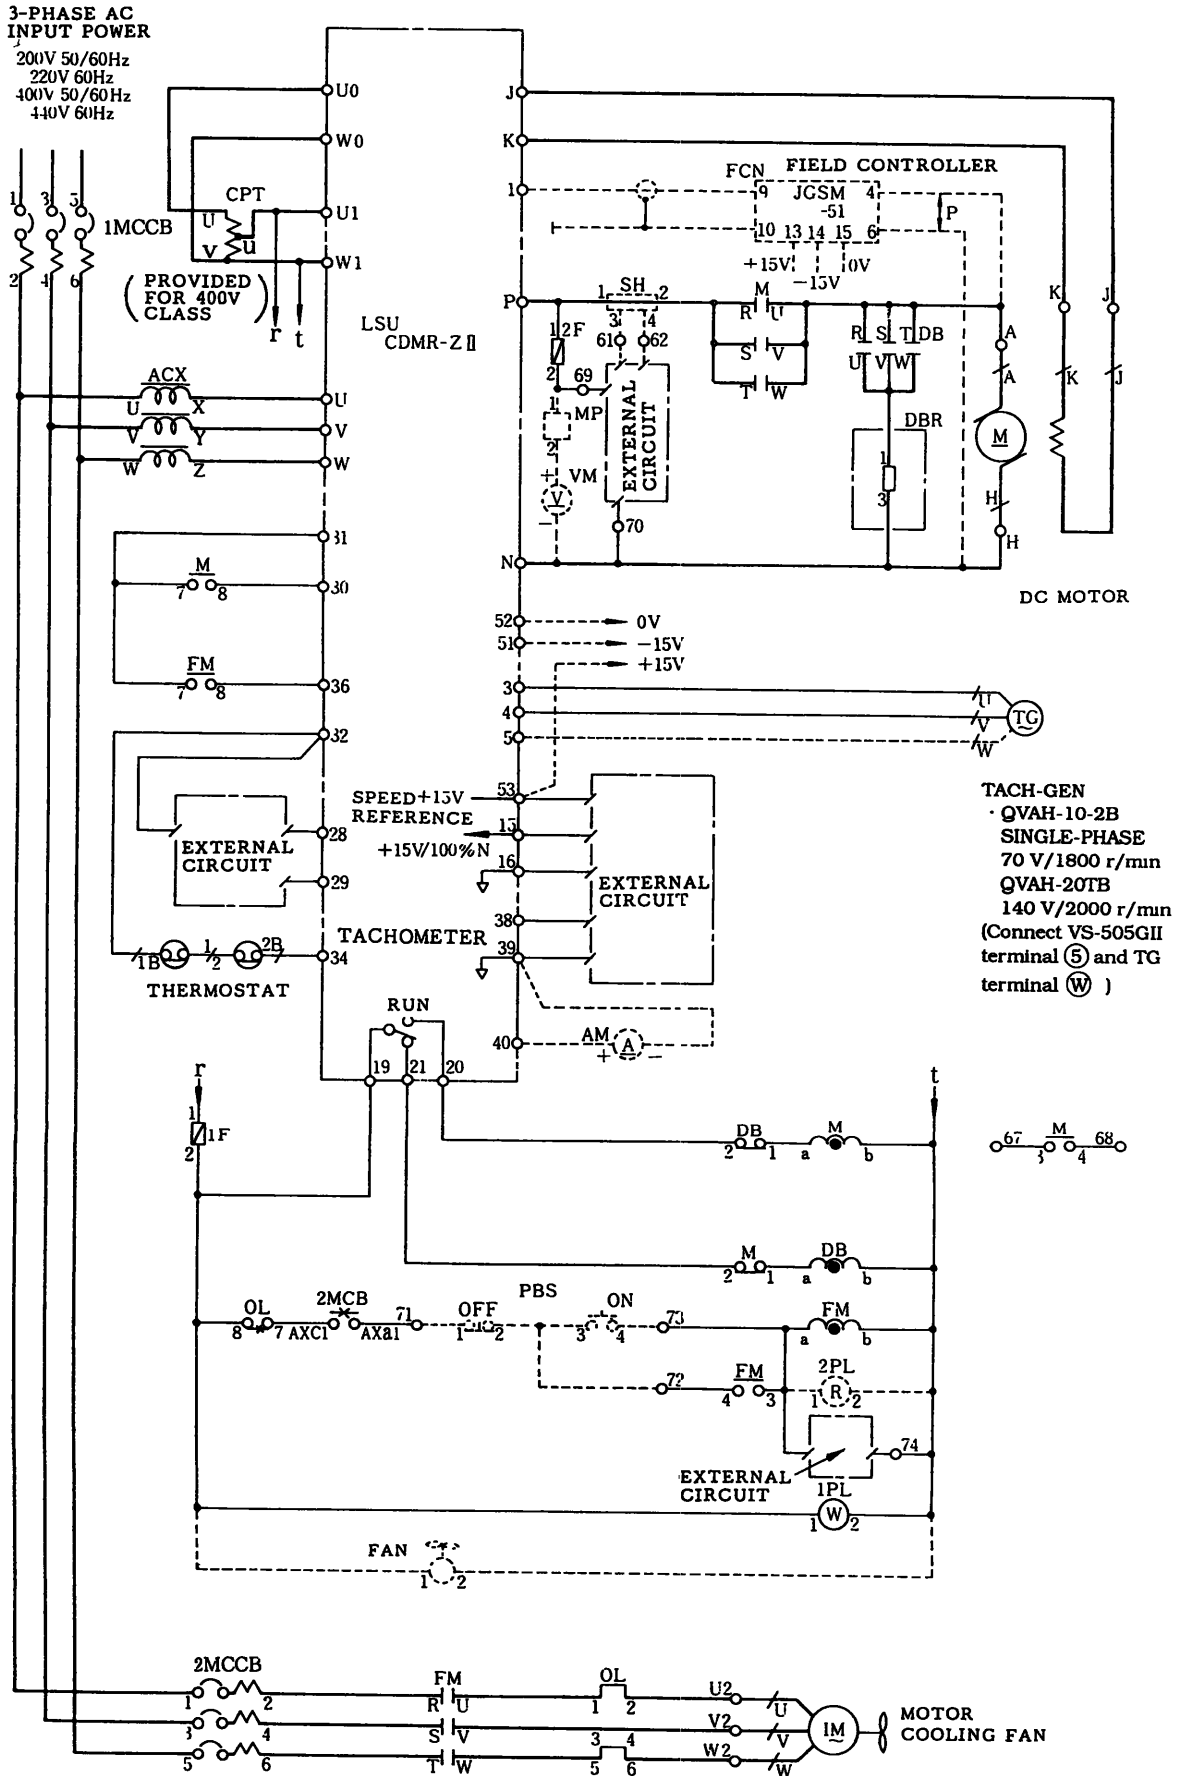 3-PHASE AC
INPUT POWER
200V 50/60Hz
220V 60Hz
400V 50/60Hz
440V 60Hz
U0
J
W0
K
FCN FIELD CONTROLLER
1 9 JGSM 4
-51
P
10 13 14 15 6
+15V 0V
-15V
1 3 5
CPT
U U1
1MCCB
V u
W1
2 4 6
(PROVIDED
FOR 400V
CLASS)
r t
LSU
CDMR-ZⅡ
P 1 SH 2
3 4
61 62
R M U
S V
T W
R S T DB
U V W
K J
A
A
K J
1 2F
2
69
MP
1
2
+ VM
V
-
EXTERNAL
CIRCUIT
70
DBR
1
3
M
H
H
ACX
U X U
V Y V
W Z W
31
M
7 8 30
N
DC MOTOR
52 0V
51 -15V
+15V
FM
7 8 36
3 U
4 V TG
5 W
32
SPEED +15V 53
REFERENCE
15
+15V/100%N
16
EXTERNAL
CIRCUIT
38
TACHOMETER 39
EXTERNAL
CIRCUIT
28
29
TACH-GEN
· QVAH-10-2B
SINGLE-PHASE
70 V/1800 r/min
QVAH-20TB
140 V/2000 r/min
(Connect VS-505GII
terminal ⑤ and TG
terminal Ⓦ )
1B 1 2 2B 34
THERMOSTAT
RUN
40 AM A
+ -
19 21 20
r t
1
1F
2
DB M
2 1 a b
67 M 68
3 4
M DB
2 1 a b
PBS
OL 2MCB 71 OFF ON 73 FM
8 7 AXC1 AXa1 1 2 3 4 a b
72 FM 2PL
4 3 1 R 2
74
EXTERNAL
CIRCUIT
1PL
1 W 2
FAN
1 2
2MCCB FM OL
1 2 R U 1 2 U2 U
3 4 S V 3 4 V2 V IM
5 6 T W 5 6 W2 W
MOTOR
COOLING FAN